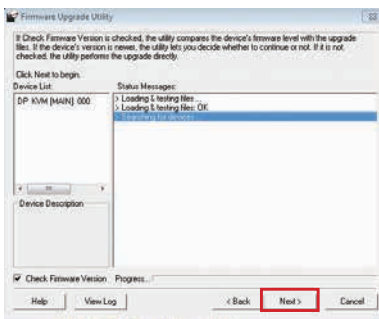 Firmware Upgrade Utility
If Check Firmware Version is checked, the utility compares the device's firmware level with the upgrade
files. If the device's version is newer, the utility lets you decide whether to continue or not. If it is not
checked, the utility performs the upgrade directly.
Click Next to begin.
Device List:
Status Messages:
DP KVM [MAIN] 000
> Loading & testing files ...
> Loading & testing files: OK
> Searching for devices ...
Device Description
Check Firmware Version
Progress...
Help
View Log
< Back
Next >
Cancel